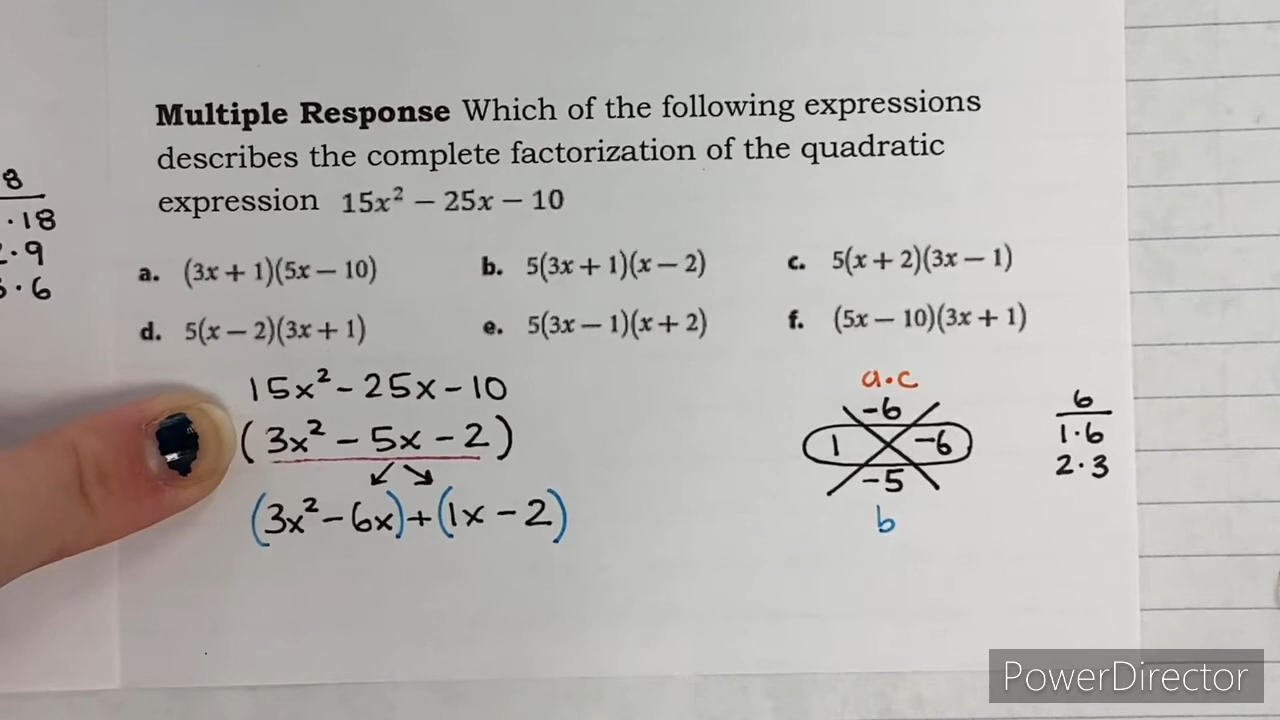 Multiple Response Which of the following expressions
describes the complete factorization of the quadratic
expression 15x² − 25x − 10
a. (3x + 1)(5x − 10) b. 5(3x + 1)(x − 2) c. 5(x + 2)(3x − 1)
d. 5(x − 2)(3x + 1) e. 5(3x − 1)(x + 2) f. (5x − 10)(3x + 1)
8
·18
·9
·6
15x² - 25x - 10
(3x² - 5x - 2)
(3x² - 6x) + (1x - 2)
a·c
-6
1 -6
-5
b
6
1·6
2·3
PowerDirector